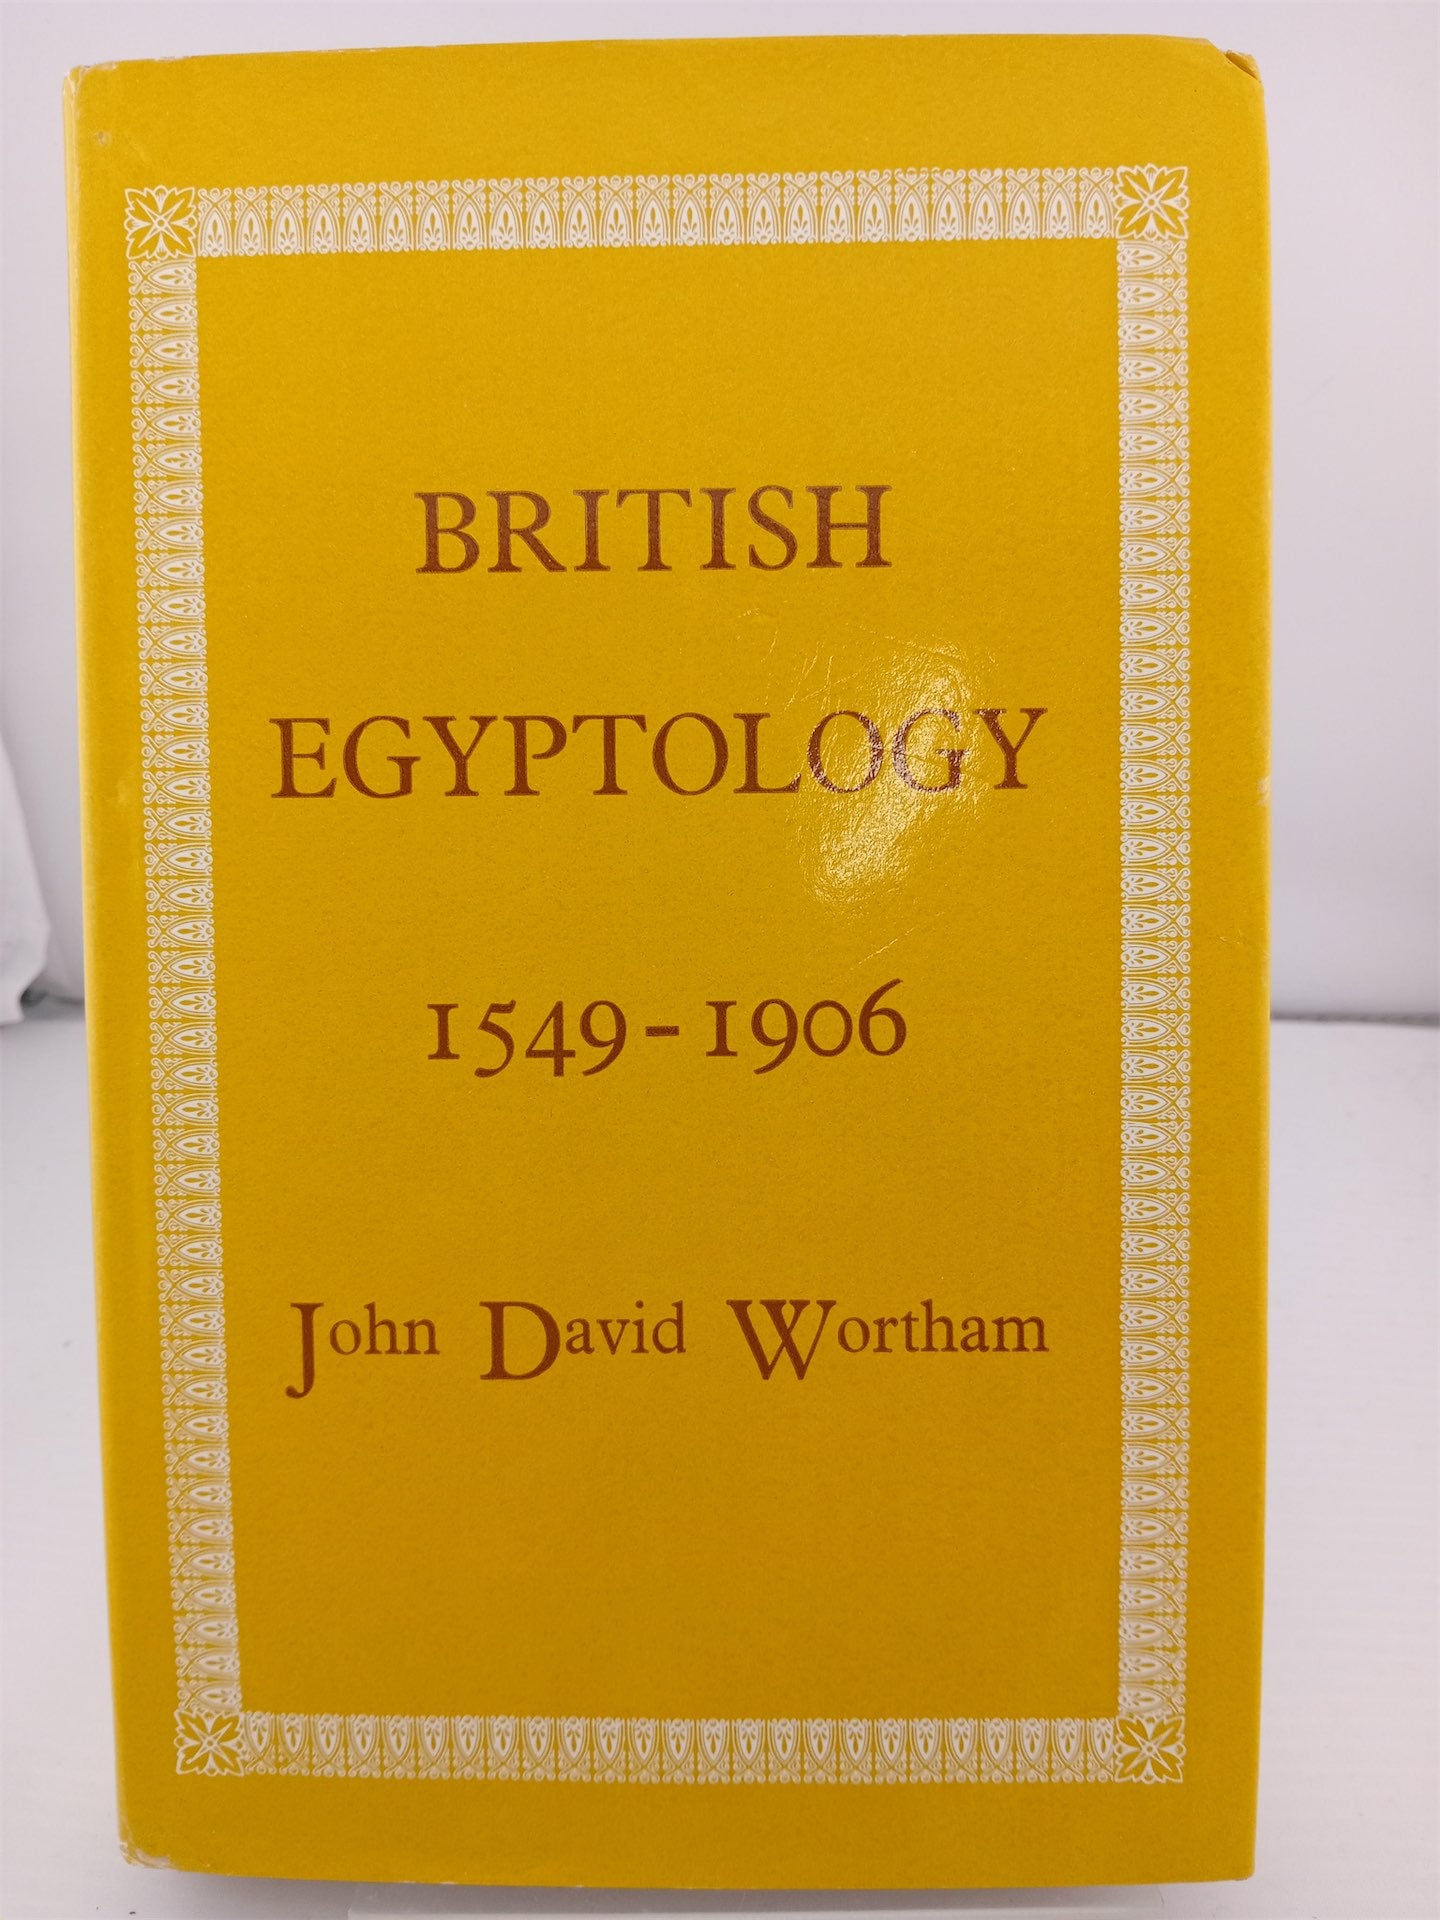 BRITISH
EGYPTOLOGY
1549-1906
John David Wortham